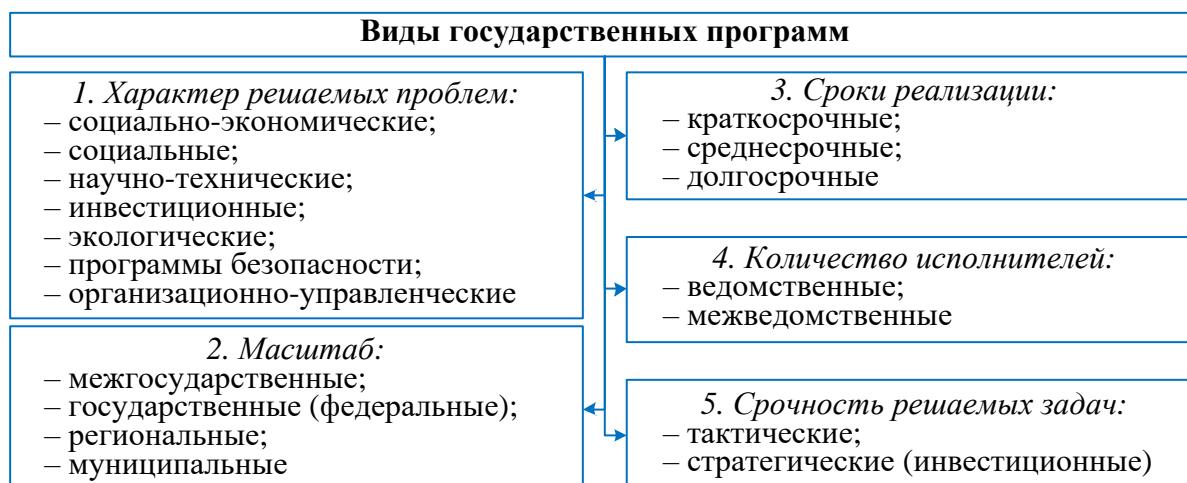 Виды государственных программ
1. Характер решаемых проблем:
– социально-экономические;
– социальные;
– научно-технические;
– инвестиционные;
– экологические;
– программы безопасности;
– организационно-управленческие
2. Масштаб:
– межгосударственные;
– государственные (федеральные);
– региональные;
– муниципальные
3. Сроки реализации:
– краткосрочные;
– среднесрочные;
– долгосрочные
4. Количество исполнителей:
– ведомственные;
– межведомственные
5. Срочность решаемых задач:
– тактические;
– стратегические (инвестиционные)